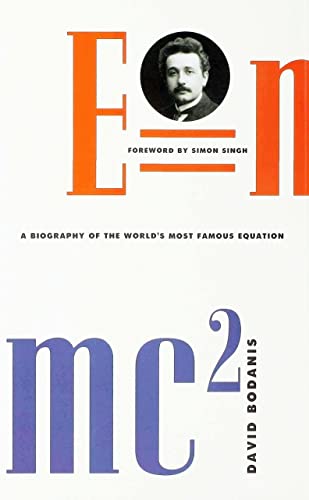 E=
FOREWORD BY SIMON SINGH
A BIOGRAPHY OF THE WORLD'S MOST FAMOUS EQUATION
mc²
DAVID BODANIS